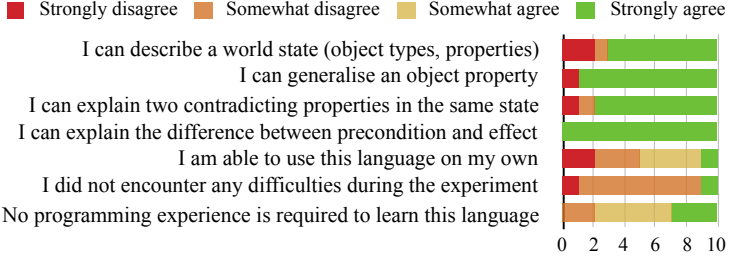 Strongly disagree Somewhat disagree Somewhat agree Strongly agree
I can describe a world state (object types, properties)
I can generalise an object property
I can explain two contradicting properties in the same state
I can explain the difference between precondition and effect
I am able to use this language on my own
I did not encounter any difficulties during the experiment
No programming experience is required to learn this language
0 2 4 6 8 10